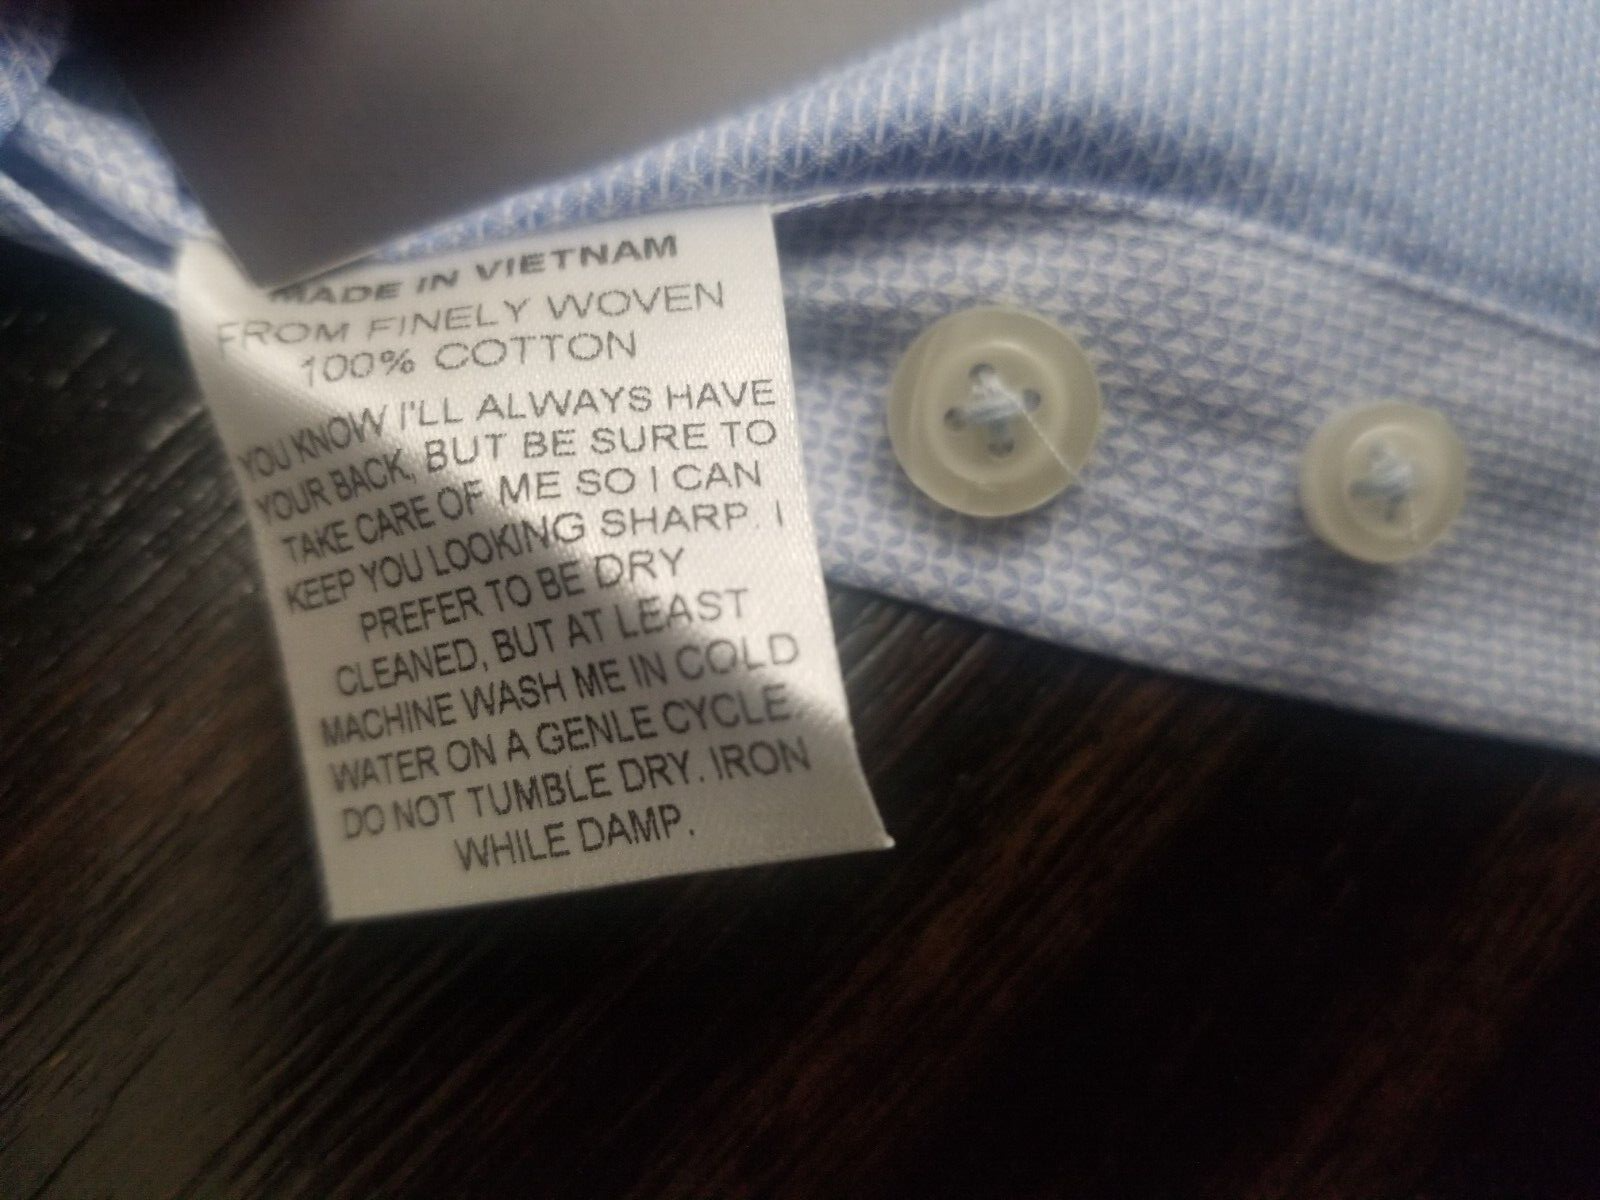 MADE IN VIETNAM
FROM FINELY WOVEN
100% COTTON
YOU KNOW I'LL ALWAYS HAVE
YOUR BACK, BUT BE SURE TO
TAKE CARE OF ME SO I CAN
KEEP YOU LOOKING SHARP. I
PREFER TO BE DRY
CLEANED, BUT AT LEAST
MACHINE WASH ME IN COLD
WATER ON A GENLE CYCLE
DO NOT TUMBLE DRY. IRON
WHILE DAMP.